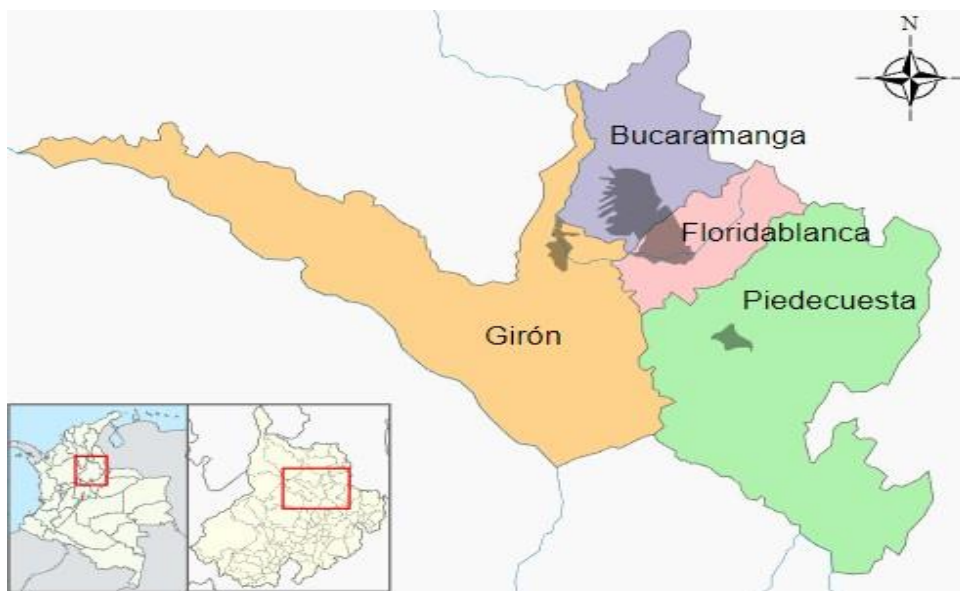 N
Bucaramanga
Floridablanca
Piedecuesta
Girón